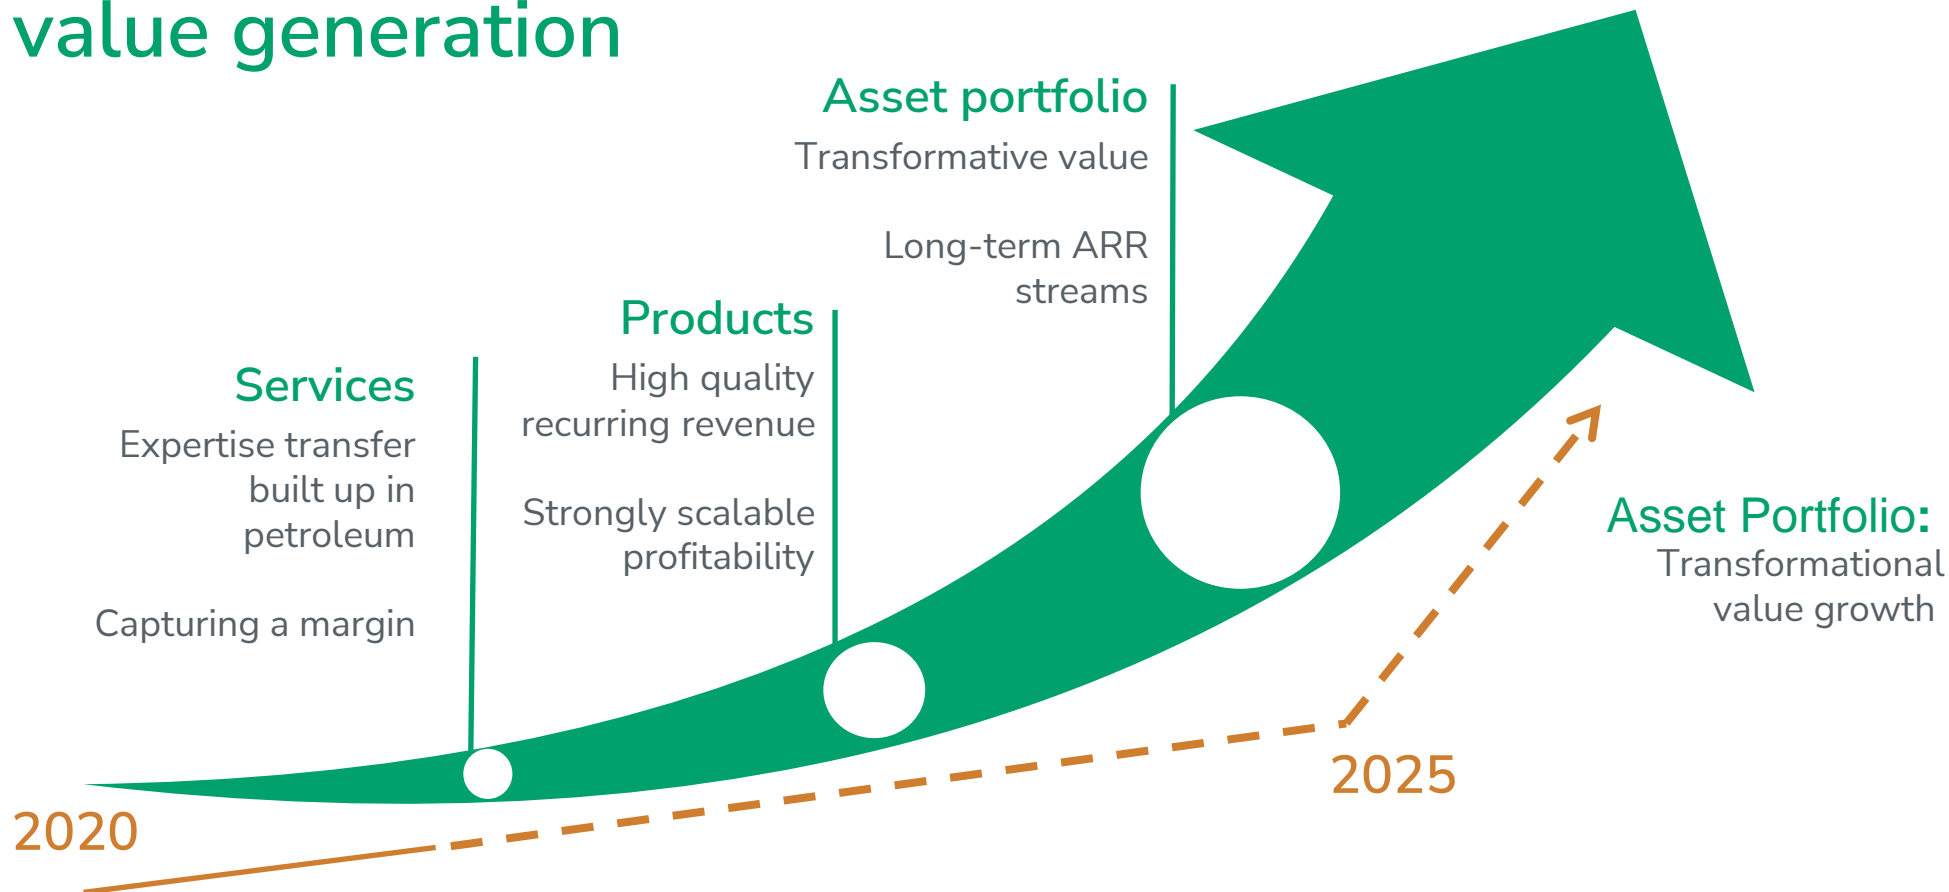 value generation
Asset portfolio
Transformative value
Long-term ARR
streams
Products
High quality
recurring revenue
Strongly scalable
profitability
Services
Expertise transfer
built up in
petroleum
Capturing a margin
Asset Portfolio:
Transformational
value growth
2025
2020